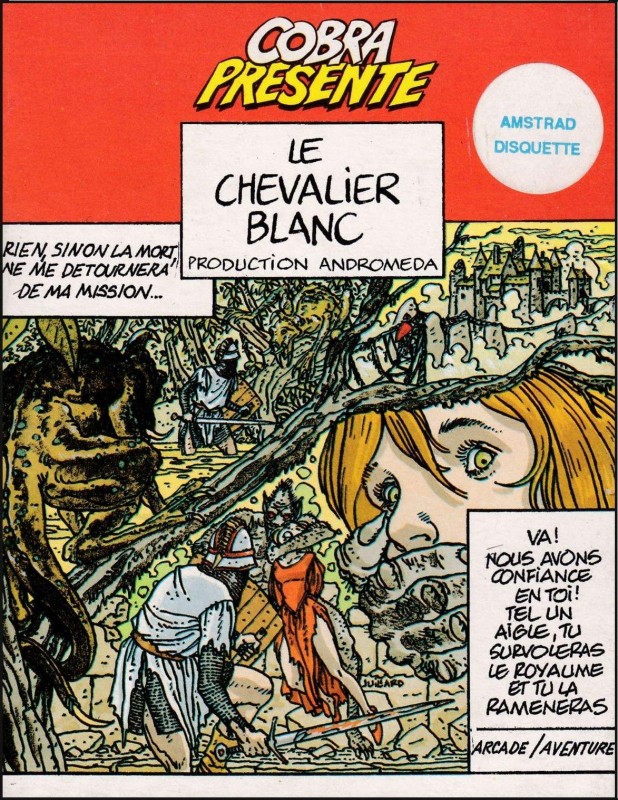 COBRA
PRESENTE
AMSTRAD
DISQUETTE
LE
CHEVALIER
BLANC
PRODUCTION ANDROMEDA
RIEN, SINON LA MORT,
NE ME DETOURNERA
DE MA MISSION...
VA!
NOUS AVONS
CONFIANCE
EN TOI!
TEL UN
AIGLE, TU
SURVOLERAS
LE ROYAUME
ET TU LA
RAMENERAS
JUILLARD
ARCADE/AVENTURE